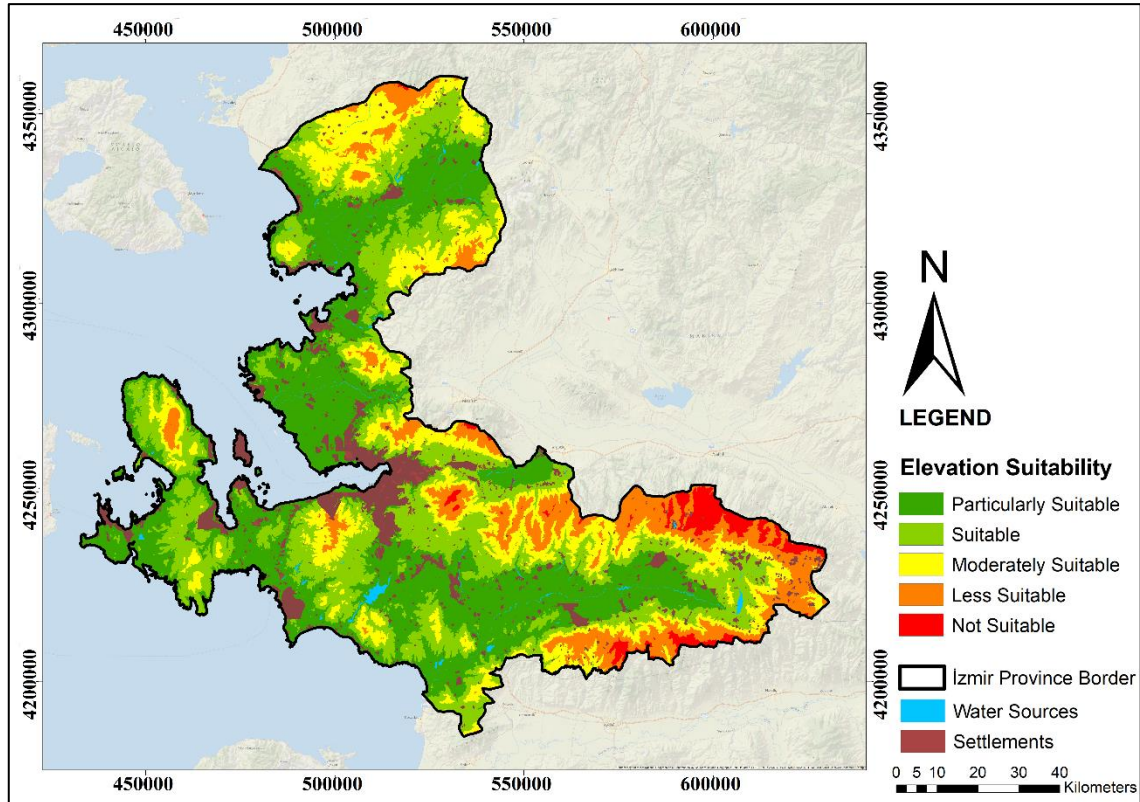 450000 500000 550000 600000
4350000 4350000
4300000 4300000
4250000 4250000
4200000 4200000
450000 500000 550000 600000
N
LEGEND
Elevation Suitability
Particularly Suitable
Suitable
Moderately Suitable
Less Suitable
Not Suitable
İzmir Province Border
Water Sources
Settlements
0 5 10 20 30 40
Kilometers